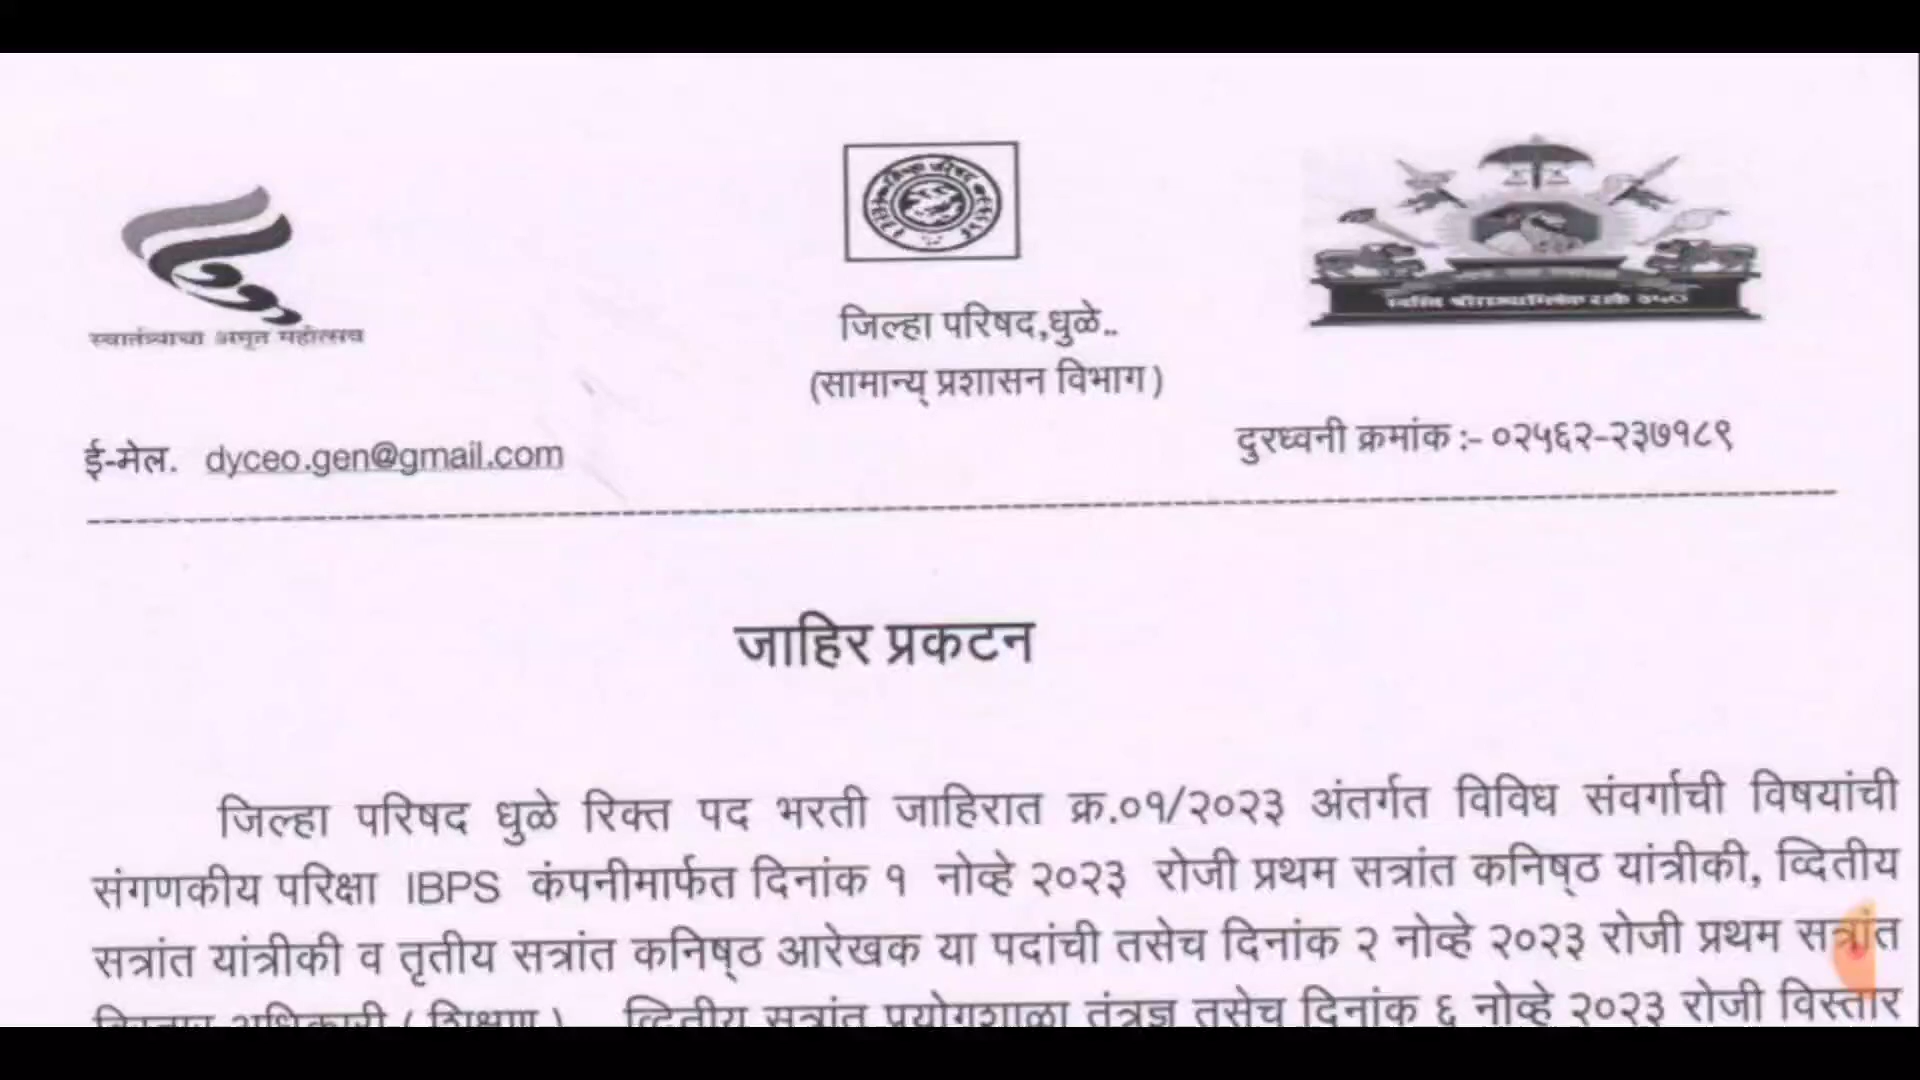 स्वातंत्र्याचा अमृत महोत्सव
जिल्हा परिषद,धुळे..
(सामान्य् प्रशासन विभाग)
ई-मेल. dyceo.gen@gmail.com
दुरध्वनी क्रमांक :- ०२५६२-२३७१८९
जाहिर प्रकटन
जिल्हा परिषद धुळे रिक्त पद भरती जाहिरात क्र.०१/२०२३ अंतर्गत विविध संवर्गाची विषयांची
संगणकीय परिक्षा IBPS कंपनीमार्फत दिनांक १ नोव्हे २०२३ रोजी प्रथम सत्रांत कनिष्ठ यांत्रीकी, व्दितीय
सत्रांत यांत्रीकी व तृतीय सत्रांत कनिष्ठ आरेखक या पदांची तसेच दिनांक २ नोव्हे २०२३ रोजी प्रथम सत्रांत
विस्तार अधिकारी ( शिक्षण ) व्दितीय सत्रांत प्रयोगशाळा तंत्रज्ञ तसेच दिनांक ६ नोव्हे २०२३ रोजी विस्तार